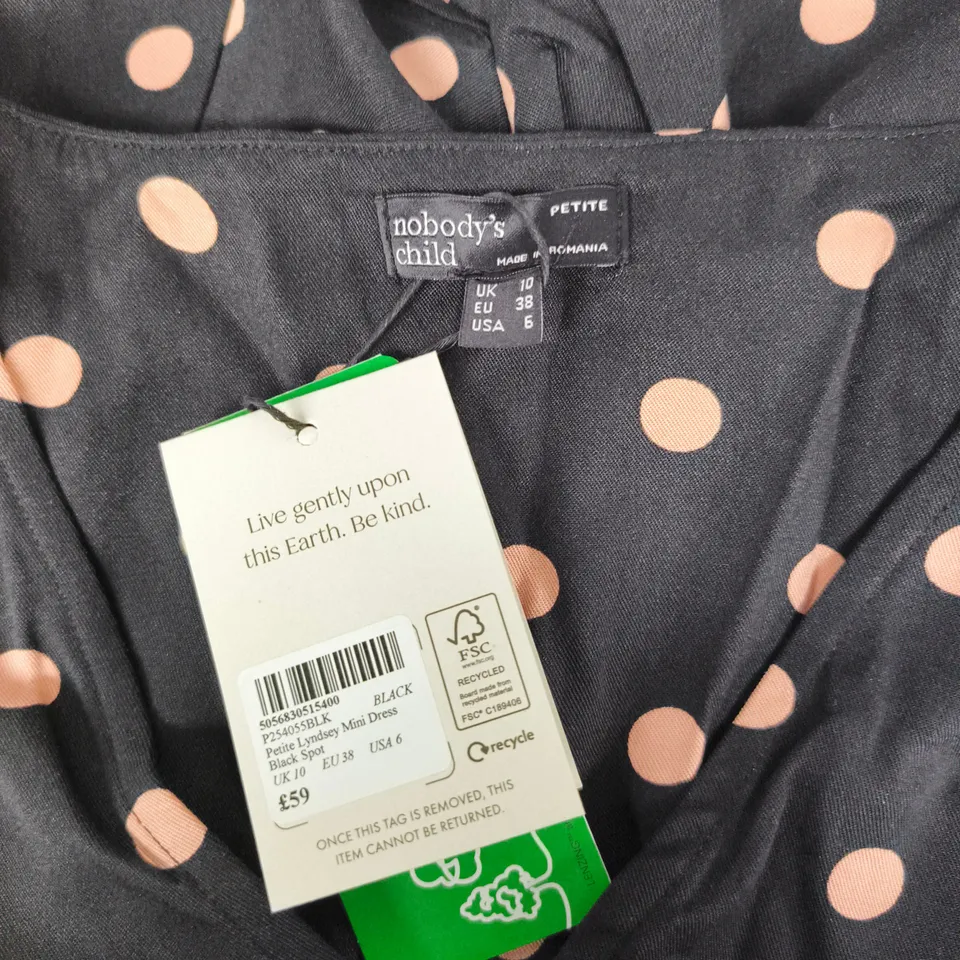 nobody's
child
PETITE
MADE IN ROMANIA
UK 10
EU 38
USA 6
Live gently upon
this Earth. Be kind.
FSC
www.fsc.org
RECYCLED
Board made from
recycled material
FSC® C189406
5056830515400
P254055BLK BLACK
Petite Lyndsey Mini Dress
Black Spot
UK 10 EU 38 USA 6
£59
recycle
ONCE THIS TAG IS REMOVED, THIS
ITEM CANNOT BE RETURNED.